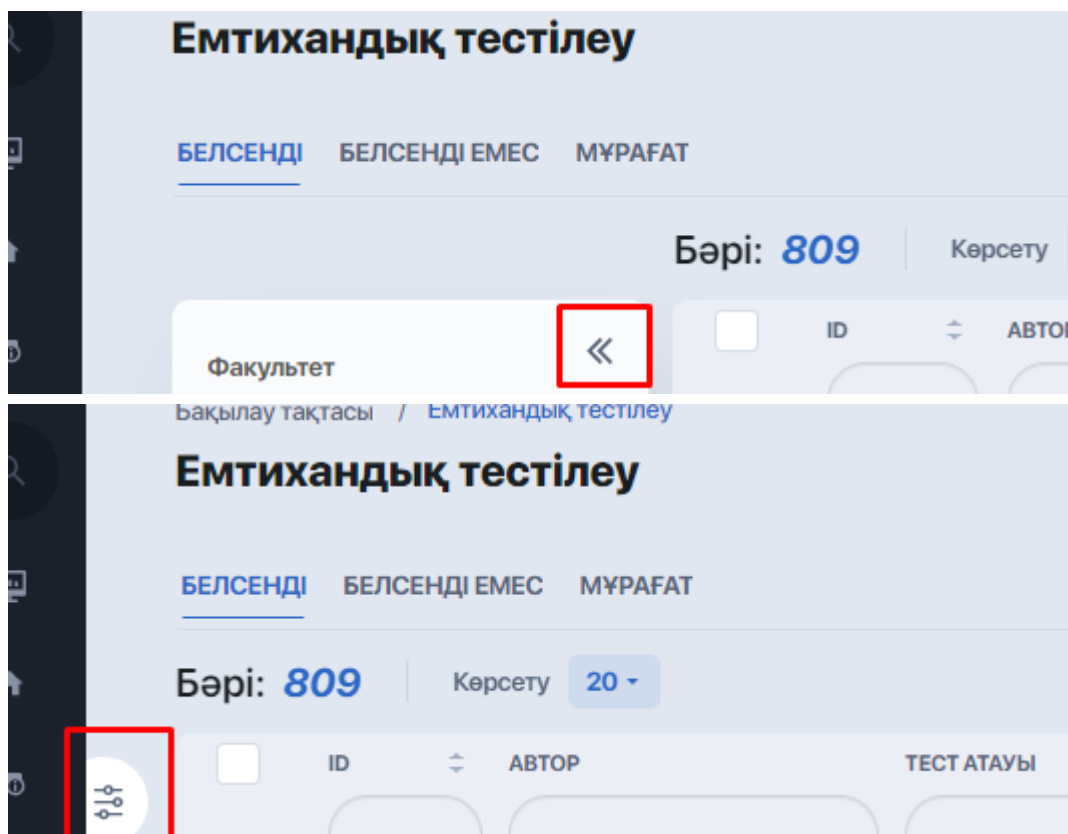 Емтихандық тестілеу
БЕЛСЕНДІ БЕЛСЕНДІ ЕМЕС МҰРАҒАТ
Бәрі: 809 Көрсету
Факультет
ID
Бақылау тақтасы / Емтихандық тестілеу
Емтихандық тестілеу
БЕЛСЕНДІ БЕЛСЕНДІ ЕМЕС МҰРАҒАТ
Бәрі: 809 Көрсету 20
ID АВТОР ТЕСТ АТАУЫ